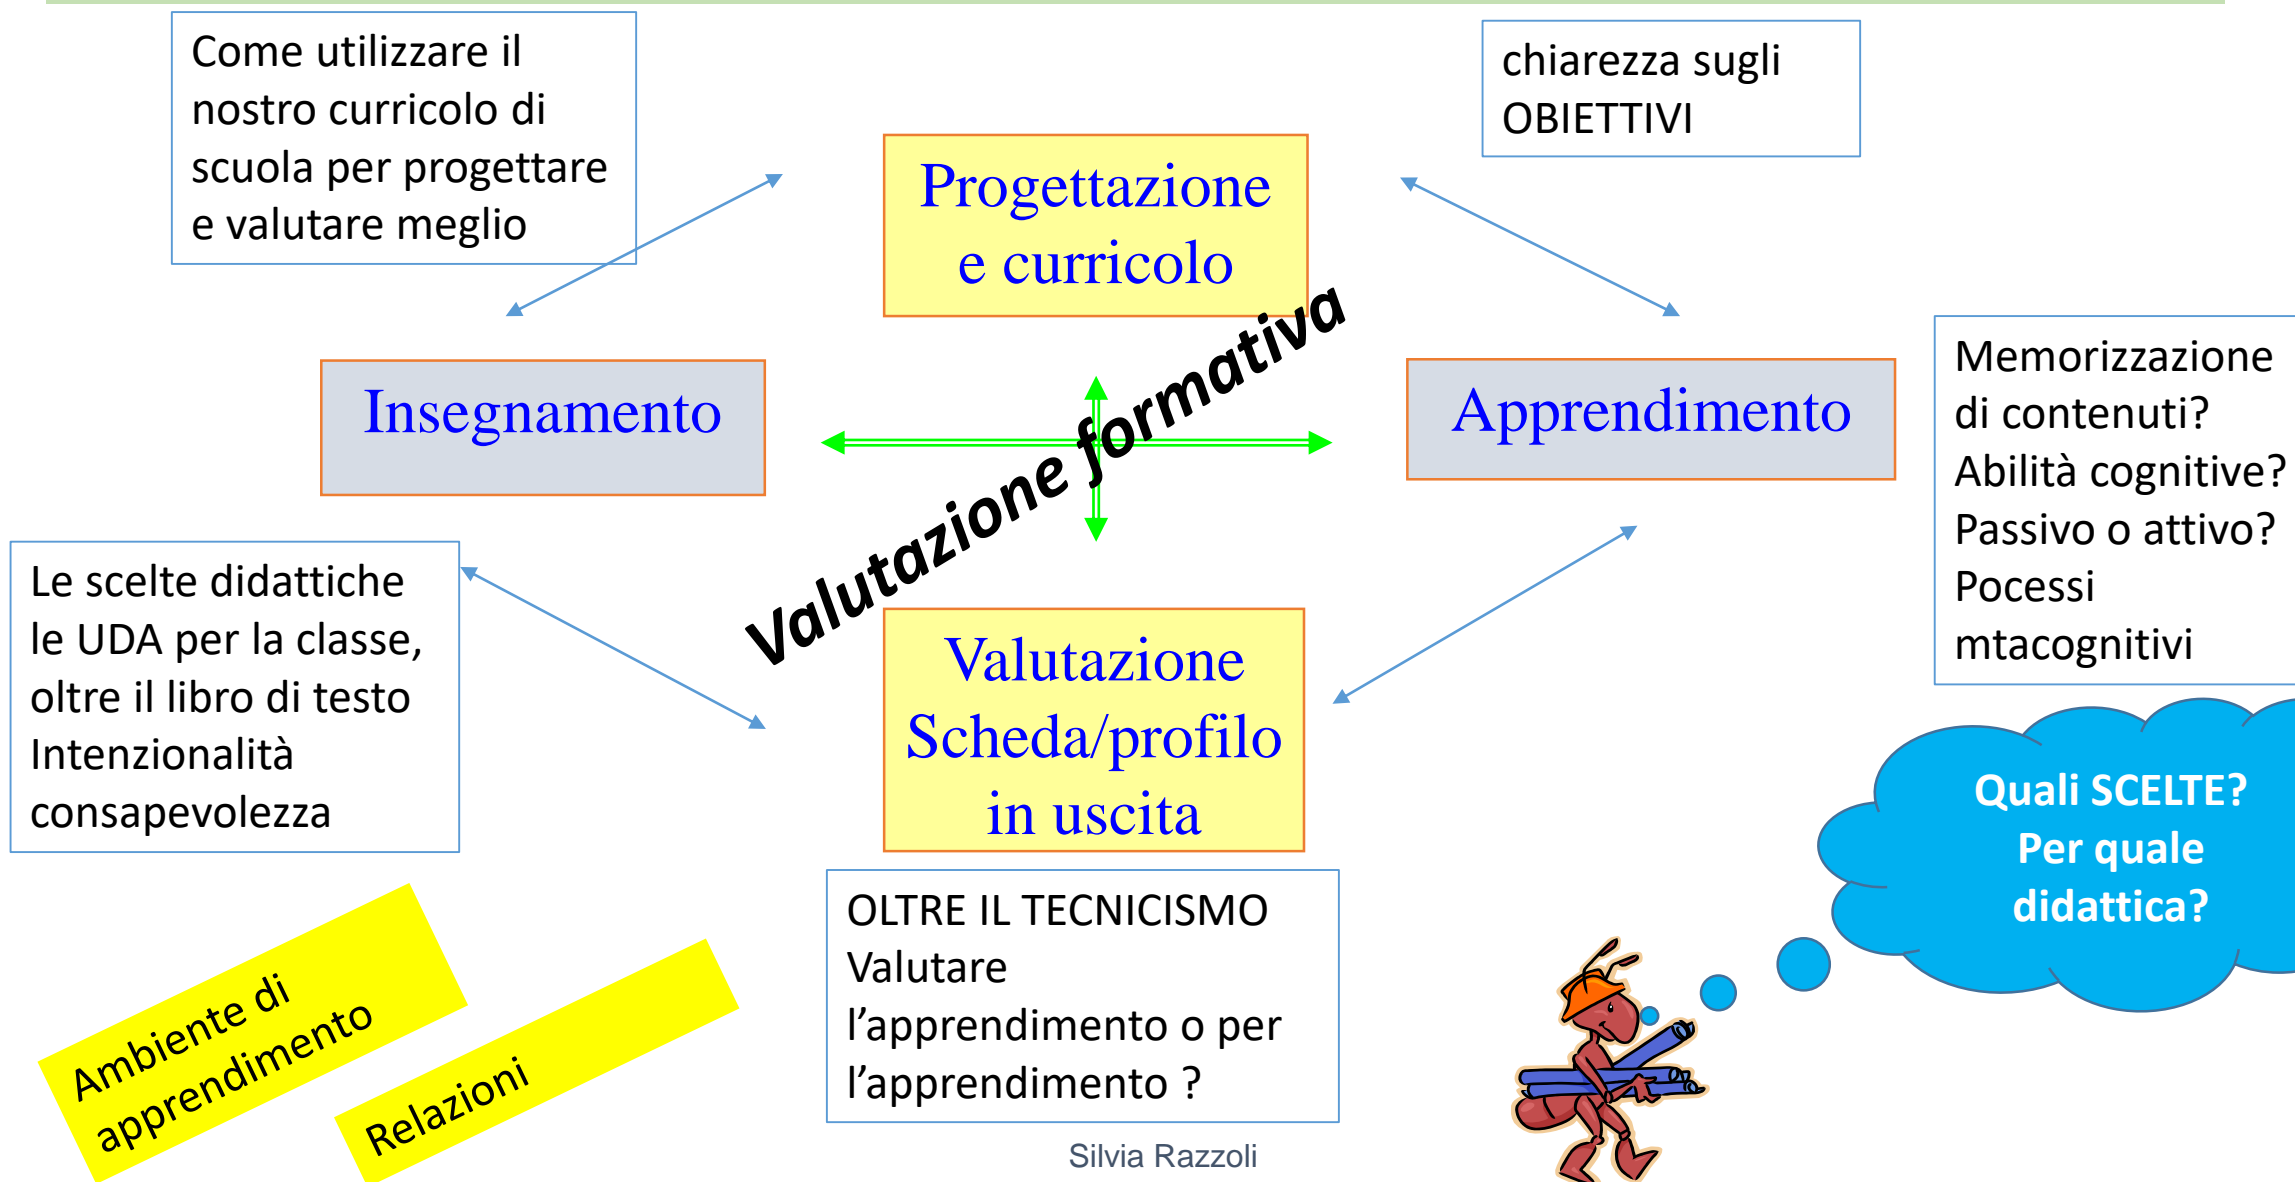 Come utilizzare il
nostro curricolo di
scuola per progettare
e valutare meglio
chiarezza sugli
OBIETTIVI
Progettazione
e curricolo
Insegnamento
Valutazione formativa
Apprendimento
Memorizzazione
di contenuti?
Abilità cognitive?
Passivo o attivo?
Pocessi
mtacognitivi
Le scelte didattiche
le UDA per la classe,
oltre il libro di testo
Intenzionalità
consapevolezza
Valutazione
Scheda/profilo
in uscita
Quali SCELTE?
Per quale
didattica?
OLTRE IL TECNICISMO
Valutare
l’apprendimento o per
l’apprendimento ?
Ambiente di
apprendimento
Relazioni
Silvia Razzoli